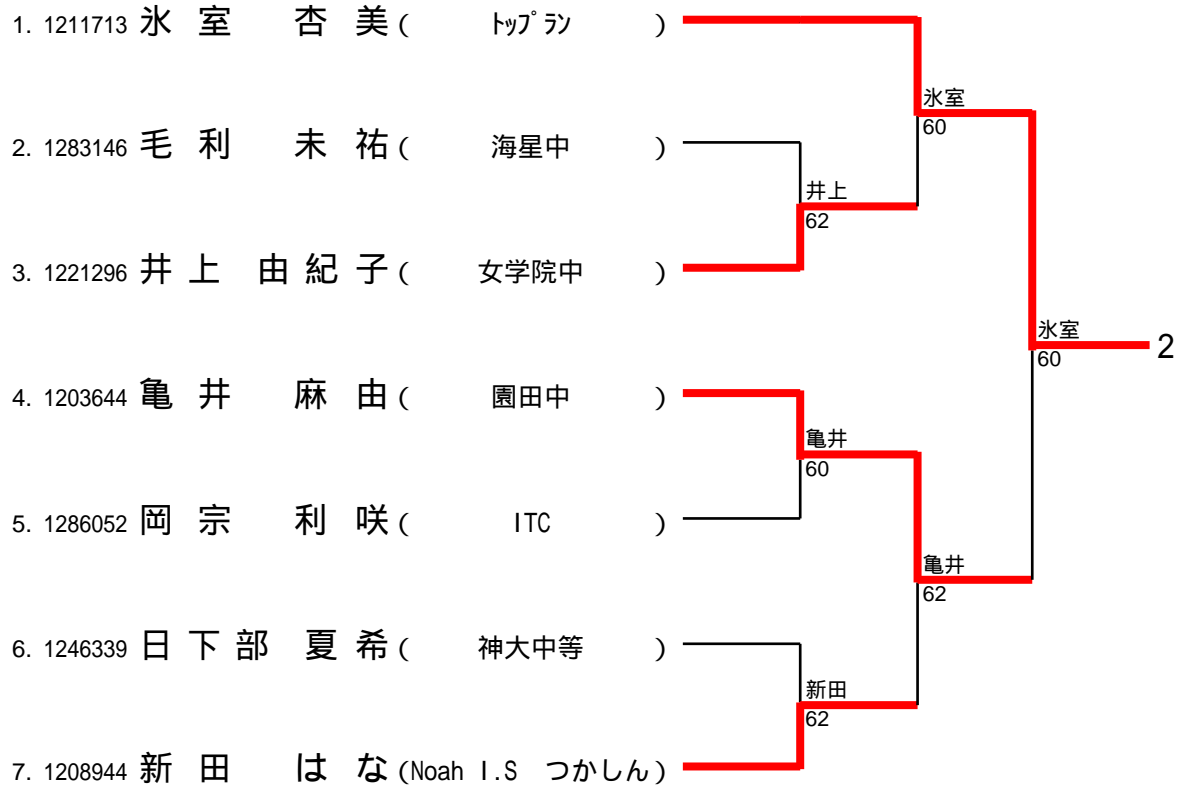 1. 1211713 氷 室 杏 美 ( トップラン )
氷室
60
2. 1283146 毛 利 未 祐 ( 海星中 )
井上
62
3. 1221296 井 上 由 紀 子 ( 女学院中 )
氷室
60
2
4. 1203644 亀 井 麻 由 ( 園田中 )
亀井
60
5. 1286052 岡 宗 利 咲 ( ITC )
亀井
62
6. 1246339 日 下 部 夏 希 ( 神大中等 )
新田
62
7. 1208944 新 田 は な (Noah I.S つかしん)